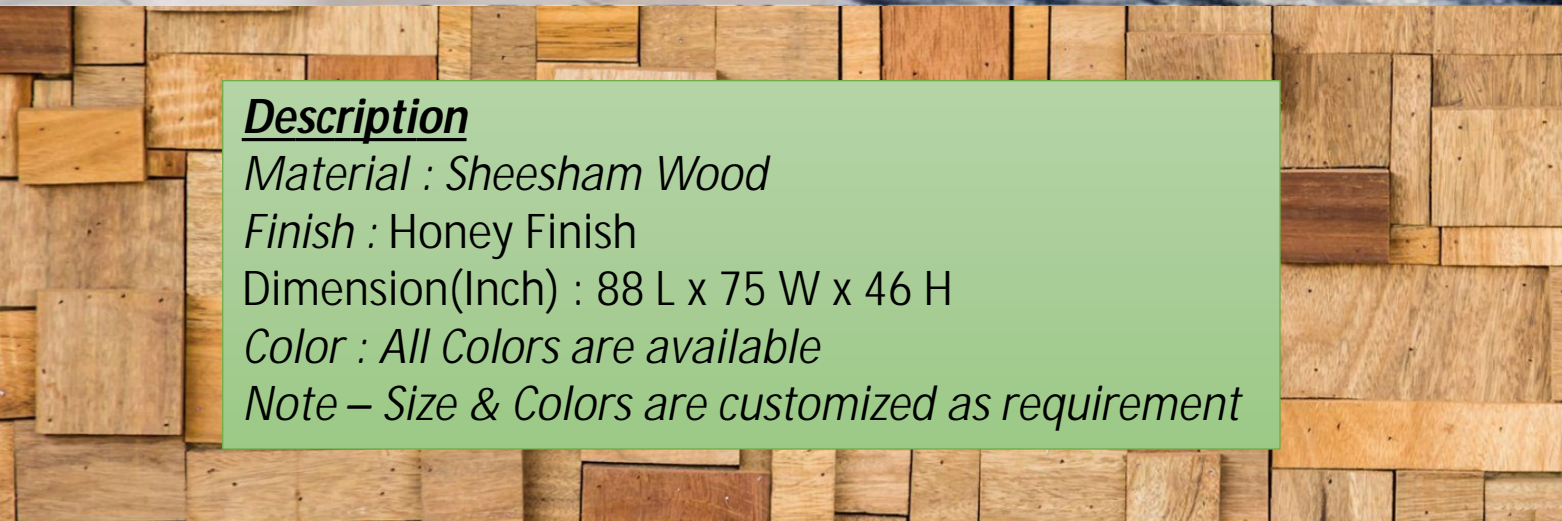 Description
Material : Sheesham Wood
Finish : Honey Finish
Dimension(Inch) : 88 L x 75 W x 46 H
Color : All Colors are available
Note – Size & Colors are customized as requirement